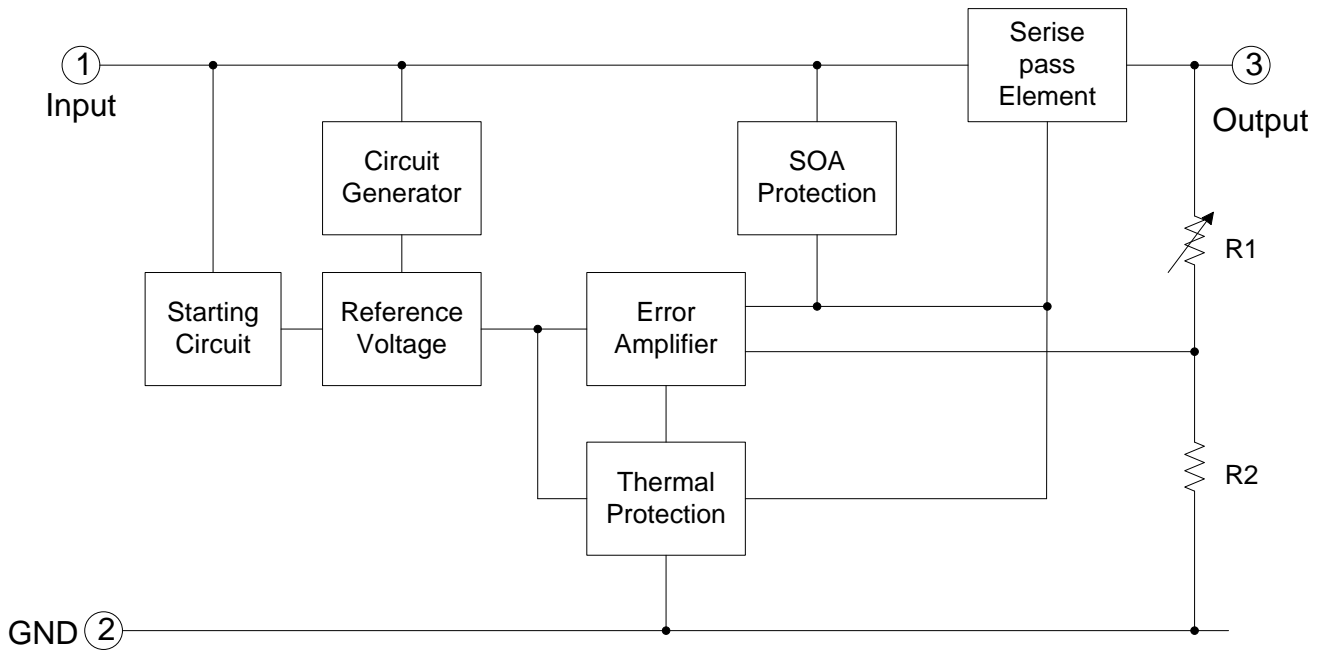 Serise
pass
Element
1
Input
3
Output
Circuit
Generator
SOA
Protection
R1
Starting
Circuit
Reference
Voltage
Error
Amplifier
Thermal
Protection
R2
GND 2